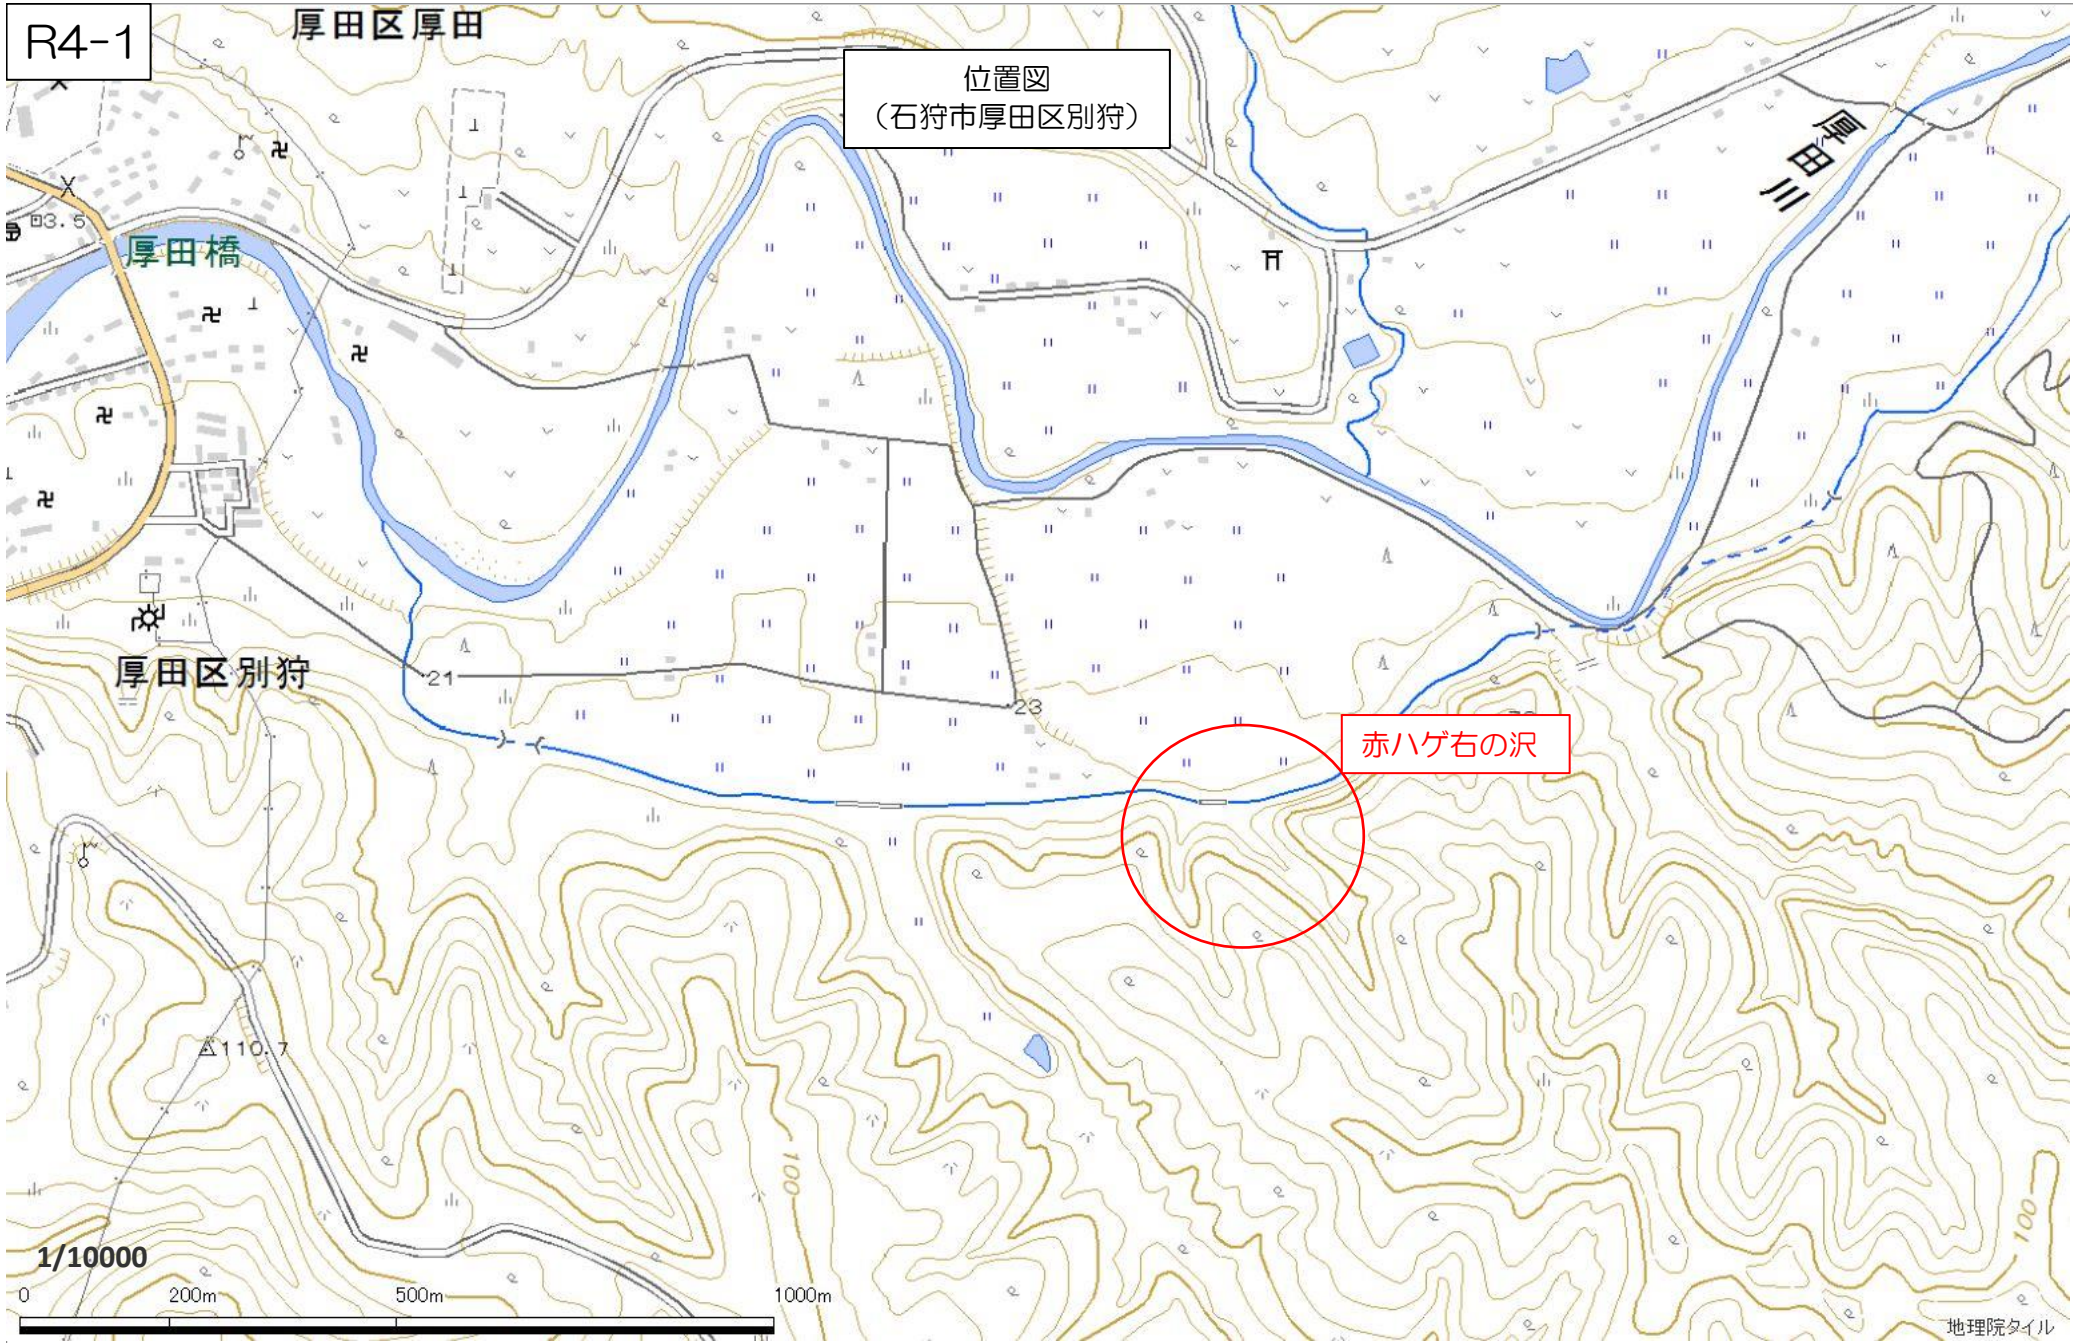 R4-1
厚田区厚田
位置図
（石狩市厚田区別狩）
厚田川
3.5
厚田橋
厚田区別狩
21
23
赤ハゲ右の沢
110.7
100
100
1/10000
0 200m 500m 1000m
地理院タイル